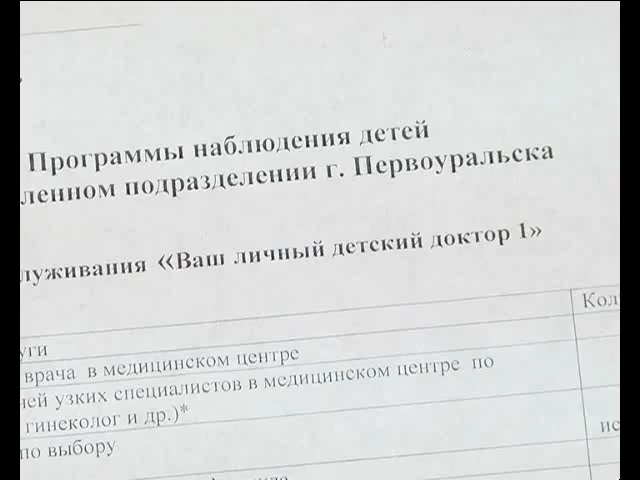 Программы наблюдения детей
ленном подразделении г. Первоуральска
луживания «Ваш личный детский доктор 1»
уги
Кол
врача в медицинском центре
ей узких специалистов в медицинском центре по
гинеколог и др.)*
по выбору
ис